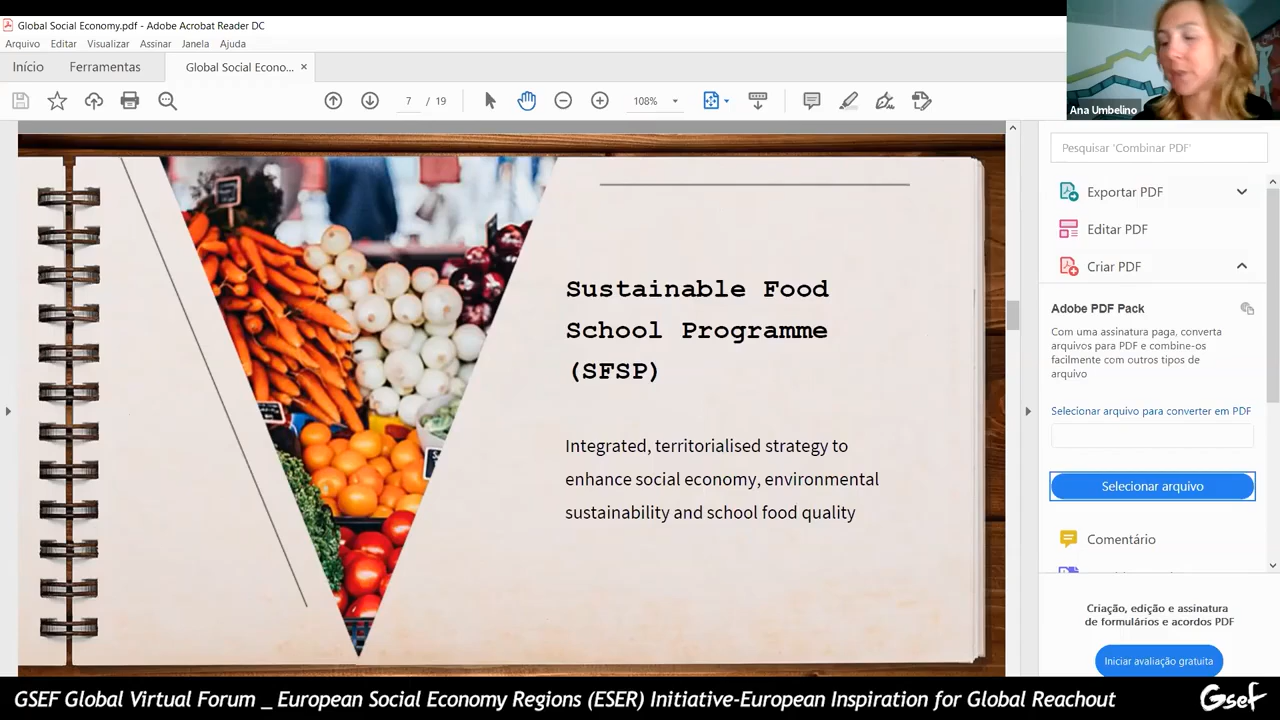 Global Social Economy.pdf - Adobe Acrobat Reader DC
Arquivo Editar Visualizar Assinar Janela Ajuda
Início Ferramentas Global Social Econo... ×
7 / 19 108%
Ana Umbelino
Sustainable Food
School Programme
(SFSP)
Integrated, territorialised strategy to
enhance social economy, environmental
sustainability and school food quality
Pesquisar 'Combinar PDF'
Exportar PDF
Editar PDF
Criar PDF
Adobe PDF Pack
Com uma assinatura paga, converta
arquivos para PDF e combine-os
facilmente com outros tipos de
arquivo
Selecionar arquivo para converter em PDF
Selecionar arquivo
Comentário
Criação, edição e assinatura
de formulários e acordos PDF
Iniciar avaliação gratuita
GSEF Global Virtual Forum _ European Social Economy Regions (ESER) Initiative-European Inspiration for Global Reachout
Gsef